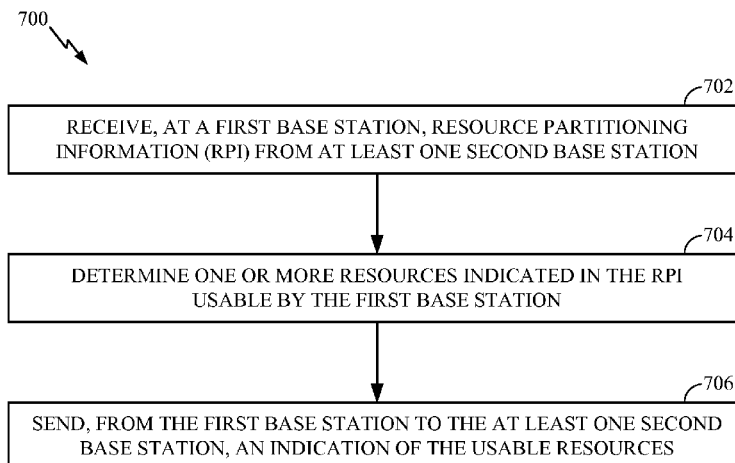 700
702
RECEIVE, AT A FIRST BASE STATION, RESOURCE PARTITIONING
INFORMATION (RPI) FROM AT LEAST ONE SECOND BASE STATION
704
DETERMINE ONE OR MORE RESOURCES INDICATED IN THE RPI
USABLE BY THE FIRST BASE STATION
706
SEND, FROM THE FIRST BASE STATION TO THE AT LEAST ONE SECOND
BASE STATION, AN INDICATION OF THE USABLE RESOURCES